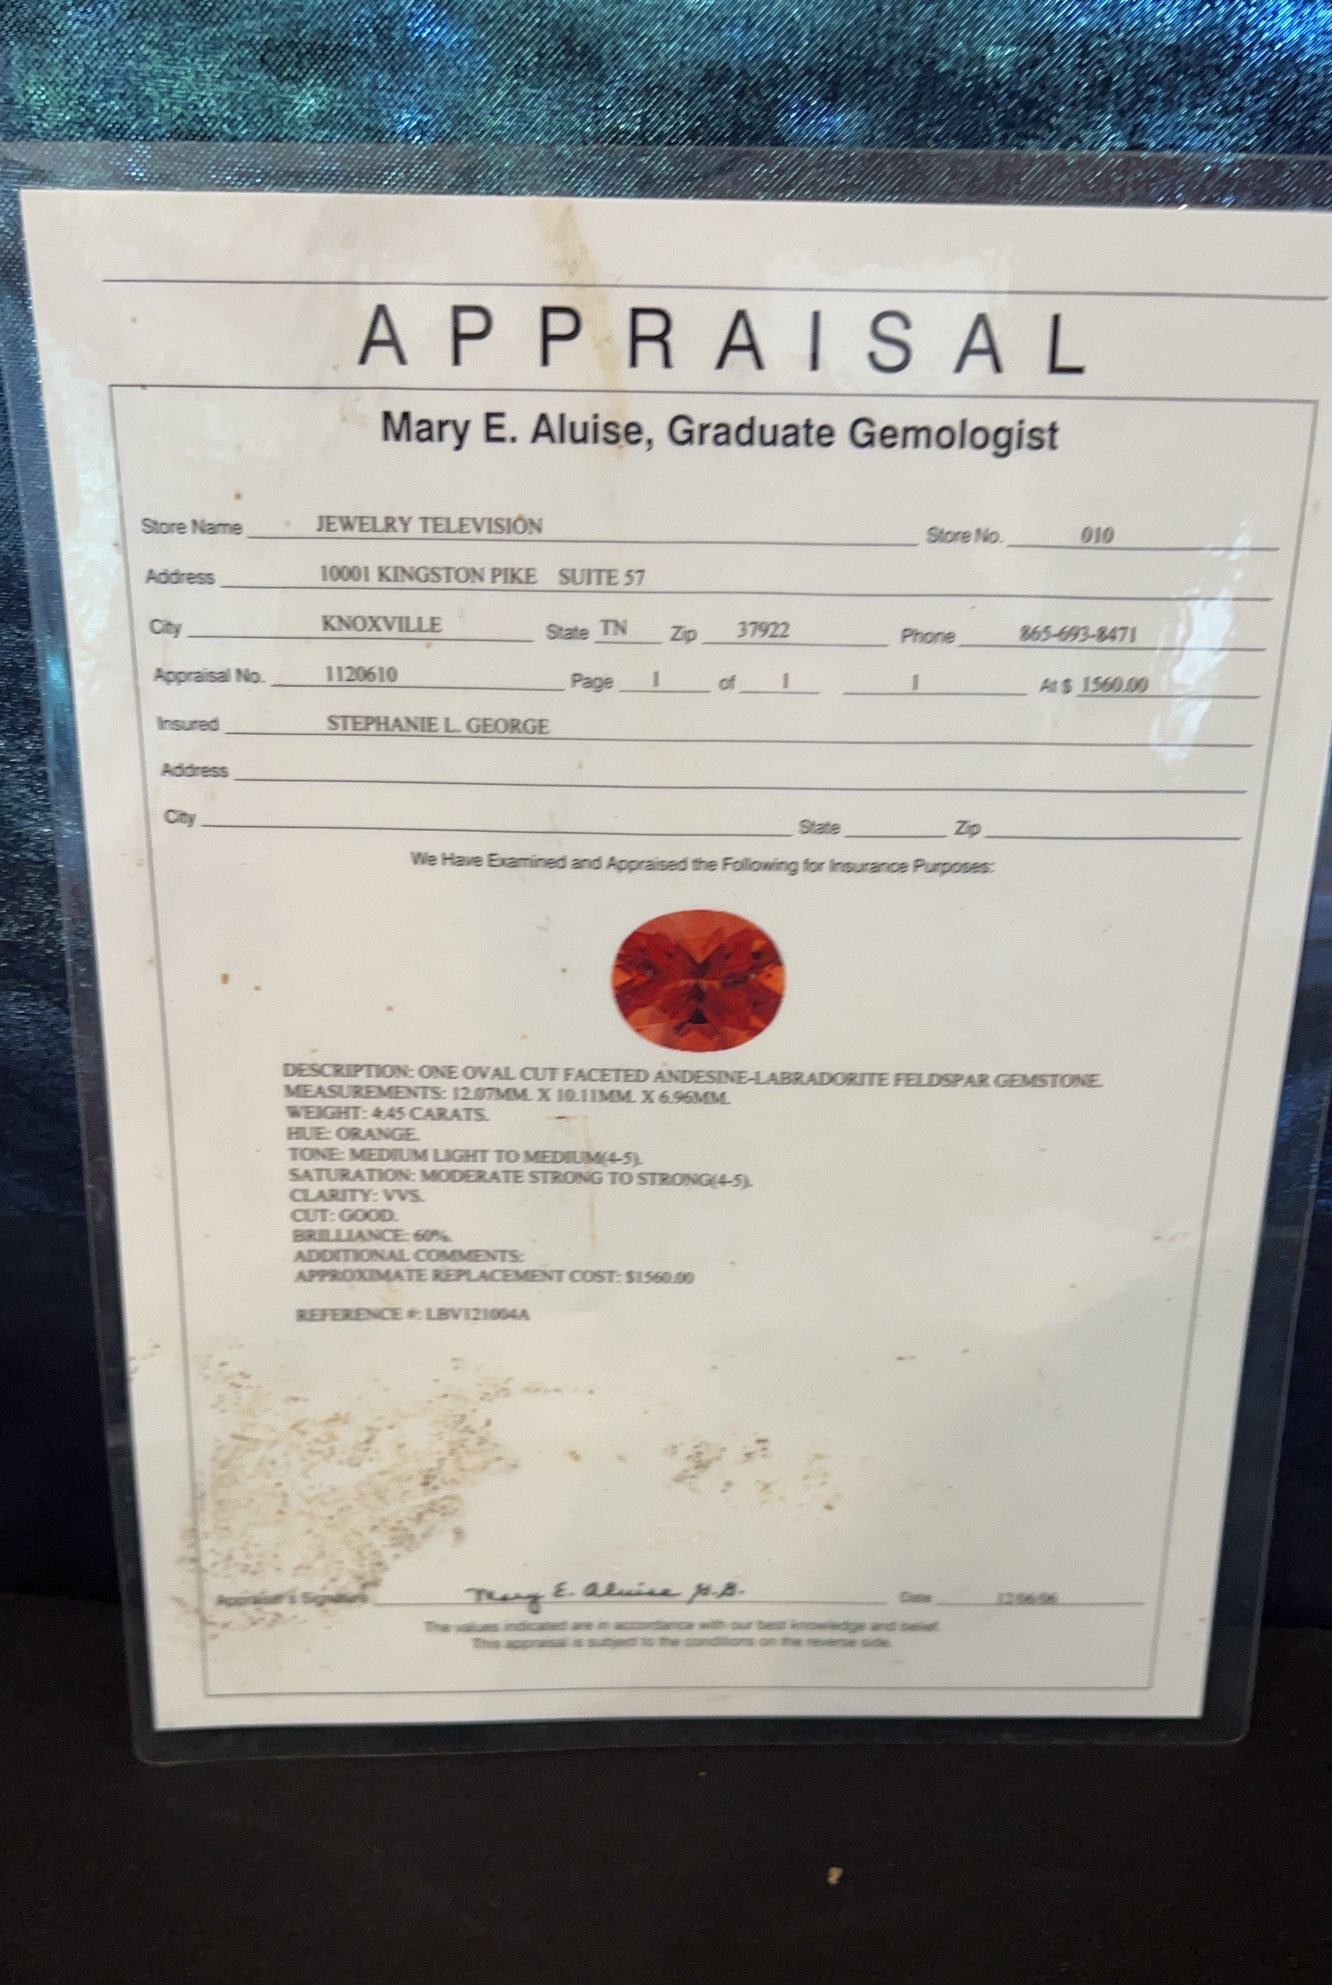 APPRAISAL
Mary E. Aluise, Graduate Gemologist
Store Name JEWELRY TELEVISION Store No. 010
Address 10001 KINGSTON PIKE SUITE 57
City KNOXVILLE State TN Zip 37922 Phone 865-693-8471
Appraisal No. 1120610 Page 1 of 1 1 At $ 1560.00
Insured STEPHANIE L. GEORGE
Address
City State Zip
We Have Examined and Appraised the Following for Insurance Purposes:
DESCRIPTION: ONE OVAL CUT FACETED ANDESINE-LABRADORITE FELDSPAR GEMSTONE.
MEASUREMENTS: 12.07MM. X 10.11MM. X 6.96MM.
WEIGHT: 4.45 CARATS.
HUE: ORANGE.
TONE: MEDIUM LIGHT TO MEDIUM(4-5).
SATURATION: MODERATE STRONG TO STRONG(4-5).
CLARITY: VVS.
CUT: GOOD.
BRILLIANCE: 60%.
ADDITIONAL COMMENTS:
APPROXIMATE REPLACEMENT COST: $1560.00
REFERENCE #: LBV121004A
Appraiser's Signature Mary E. Aluise G.G. Date 12/06/06
The values indicated are in accordance with our best knowledge and belief.
This appraisal is subject to the conditions on the reverse side.